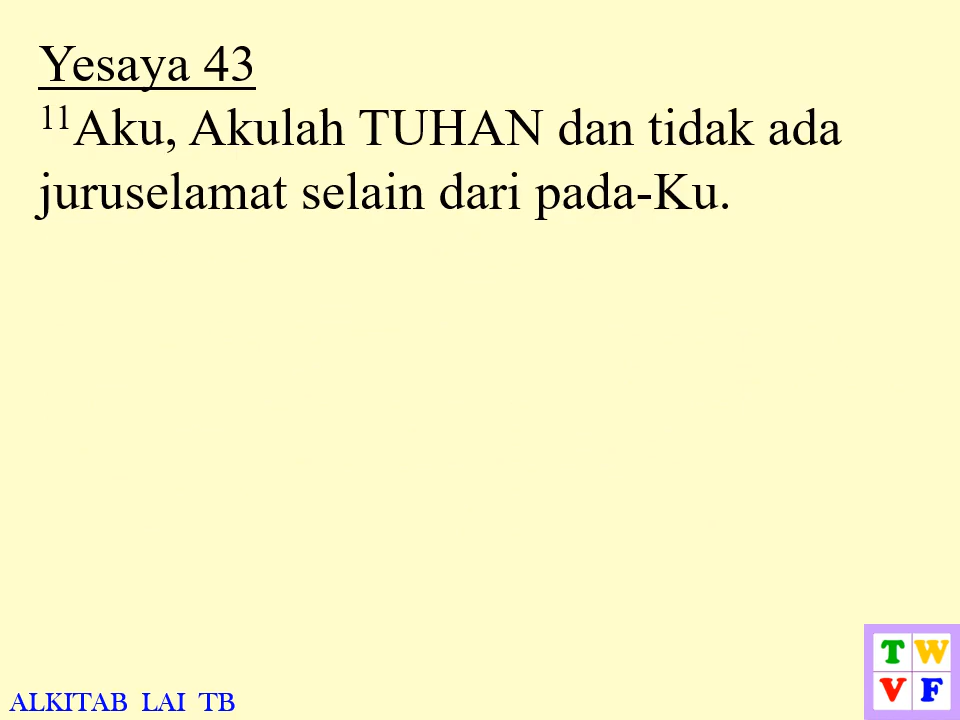 Yesaya 43
11Aku, Akulah TUHAN dan tidak ada
juruselamat selain dari pada-Ku.
ALKITAB LAI TB
T W
V F